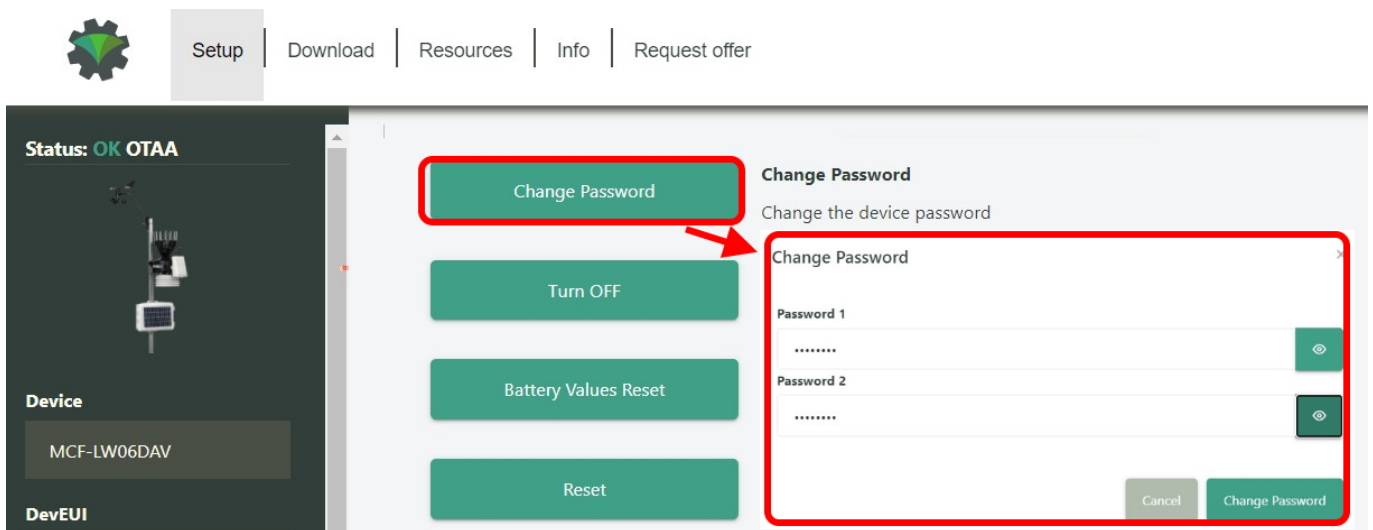 Setup
Download
Resources
Info
Request offer
Status: OK OTAA
Device
MCF-LW06DAV
DevEUI
Change Password
Turn OFF
Battery Values Reset
Reset
Change Password
Change the device password
Change Password
×
Password 1
••••••••
Password 2
••••••••
Cancel
Change Password